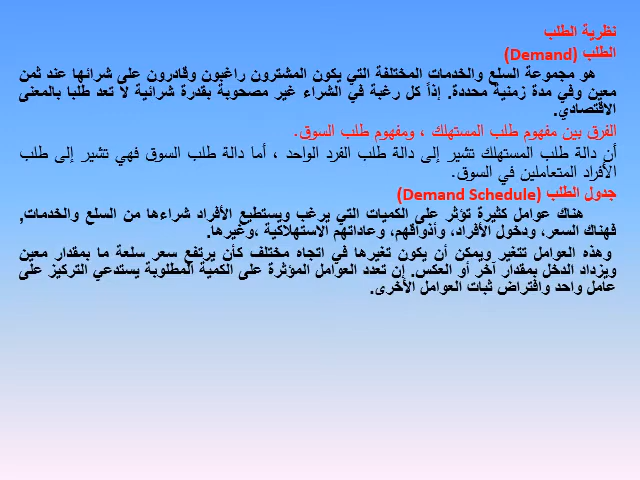 نظرية الطلب
الطلب (Demand)
هو مجموعة السلع والخدمات المختلفة التي يكون المشترون راغبون وقادرون على شرائها عند ثمن
معين وفي مدة زمنية محددة. إذاً كل رغبة في الشراء غير مصحوبة بقدرة شرائية لا تعد طلبا بالمعنى
الاقتصادي.
الفرق بين مفهوم طلب المستهلك ، ومفهوم طلب السوق.
أن دالة طلب المستهلك تشير إلى دالة طلب الفرد الواحد ، أما دالة طلب السوق فهي تشير إلى طلب
الأفراد المتعاملين في السوق.
جدول الطلب (Demand Schedule)
هناك عوامل كثيرة تؤثر على الكميات التي يرغب ويستطيع الأفراد شراءها من السلع والخدمات,
فهناك السعر، ودخول الأفراد، وأذواقهم، وعاداتهم الاستهلاكية ،وغيرها.
وهذه العوامل تتغير ويمكن أن يكون تغيرها في اتجاه مختلف كأن يرتفع سعر سلعة ما بمقدار معين
ويزداد الدخل بمقدار آخر أو العكس. إن تعدد العوامل المؤثرة على الكمية المطلوبة يستدعي التركيز على
عامل واحد وافتراض ثبات العوامل الأخرى.